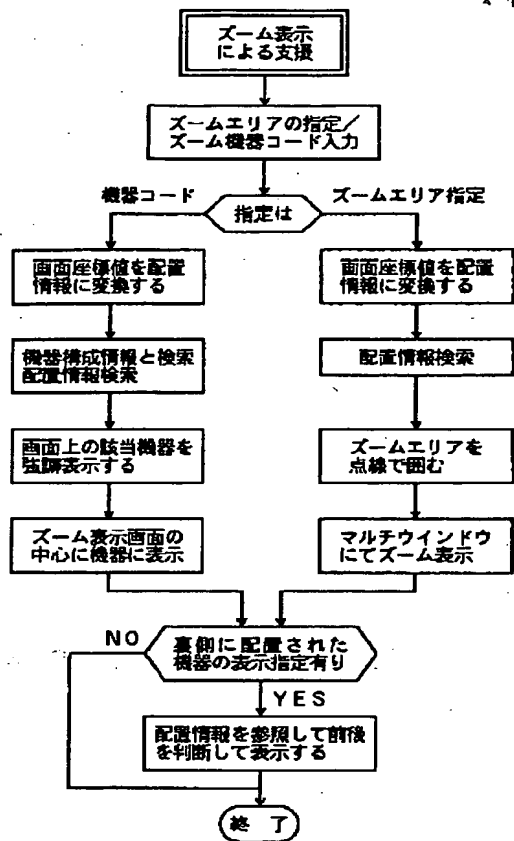 ズーム表示
による支援
ズームエリアの指定／
ズーム機器コード入力
機器コード
ズームエリア指定
指定は
画面座標値を配置
情報に変換する
機器構成情報と検索
配置情報検索
画面上の該当機器を
強調表示する
ズーム表示画面の
中心に機器に表示
画面座標値を配置
情報に変換する
配置情報検索
ズームエリアを
点線で囲む
マルチウインドウ
にてズーム表示
NO
裏側に配置された
機器の表示指定有り
YES
配置情報を参照して前後
を判断して表示する
終了